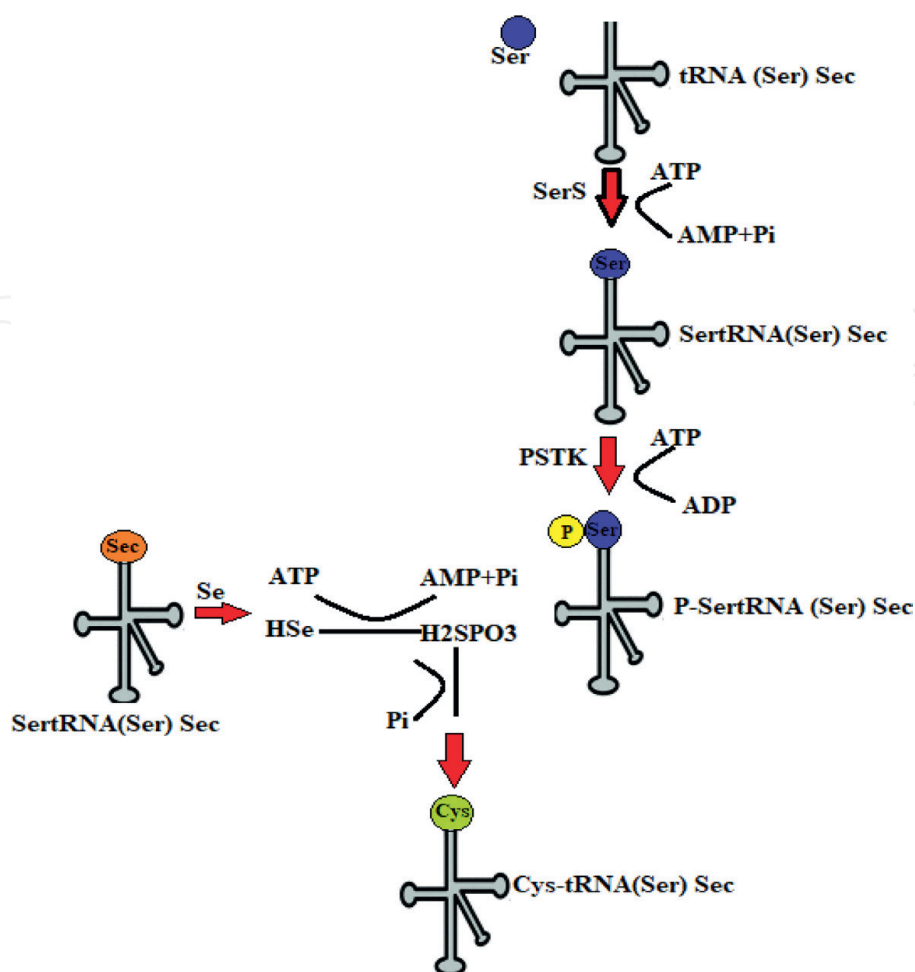 Ser
tRNA (Ser) Sec
SerS
ATP
AMP+Pi
Ser
SertRNA(Ser) Sec
PSTK
ATP
ADP
P
Ser
P-SertRNA (Ser) Sec
Sec
Se
ATP
AMP+Pi
HSe
H2SPO3
SertRNA(Ser) Sec
Pi
Cys
Cys-tRNA(Ser) Sec